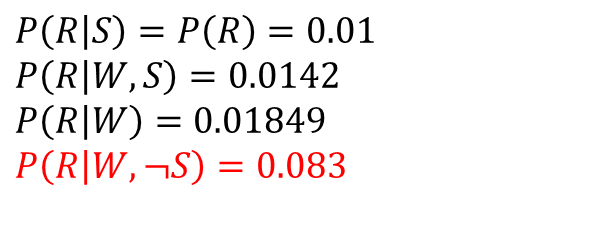 P(R|S) = P(R) = 0.01
P(R|W, S) = 0.0142
P(R|W) = 0.01849
P(R|W, ¬S) = 0.083